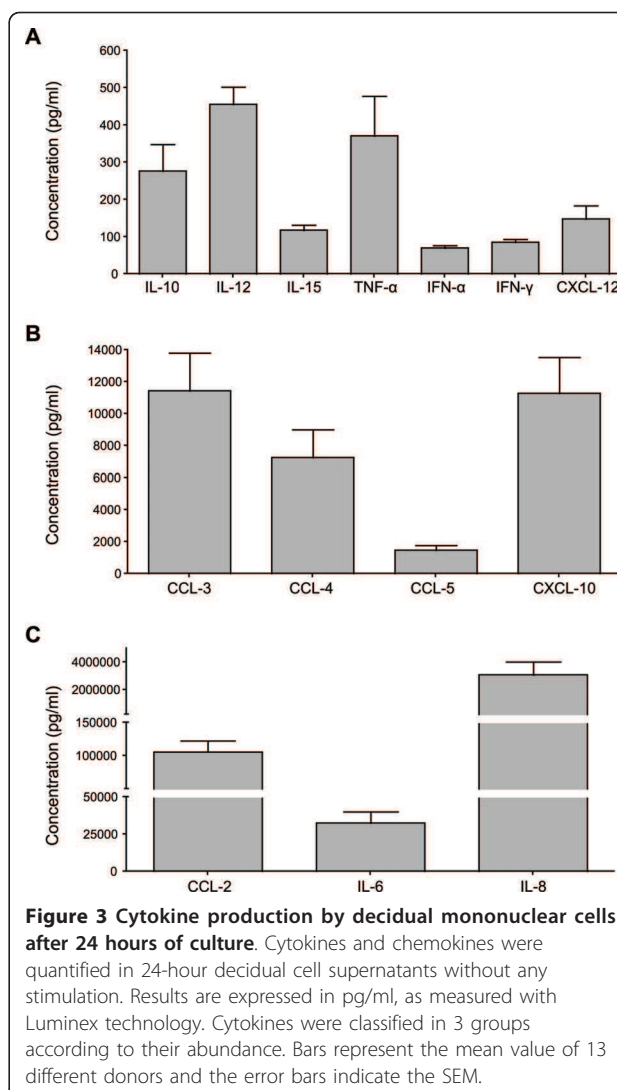 A
Concentration (pg/ml)
600
500
400
300
200
100
0
IL-10 IL-12 IL-15 TNF-α IFN-α IFN-γ CXCL-12
B
Concentration (pg/ml)
14000
12000
10000
8000
6000
4000
2000
0
CCL-3 CCL-4 CCL-5 CXCL-10
C
Concentration (pg/ml)
4000000
2000000
150000
100000
50000
25000
0
CCL-2 IL-6 IL-8
Figure 3 Cytokine production by decidual mononuclear cells
after 24 hours of culture. Cytokines and chemokines were
quantified in 24-hour decidual cell supernatants without any
stimulation. Results are expressed in pg/ml, as measured with
Luminex technology. Cytokines were classified in 3 groups
according to their abundance. Bars represent the mean value of 13
different donors and the error bars indicate the SEM.